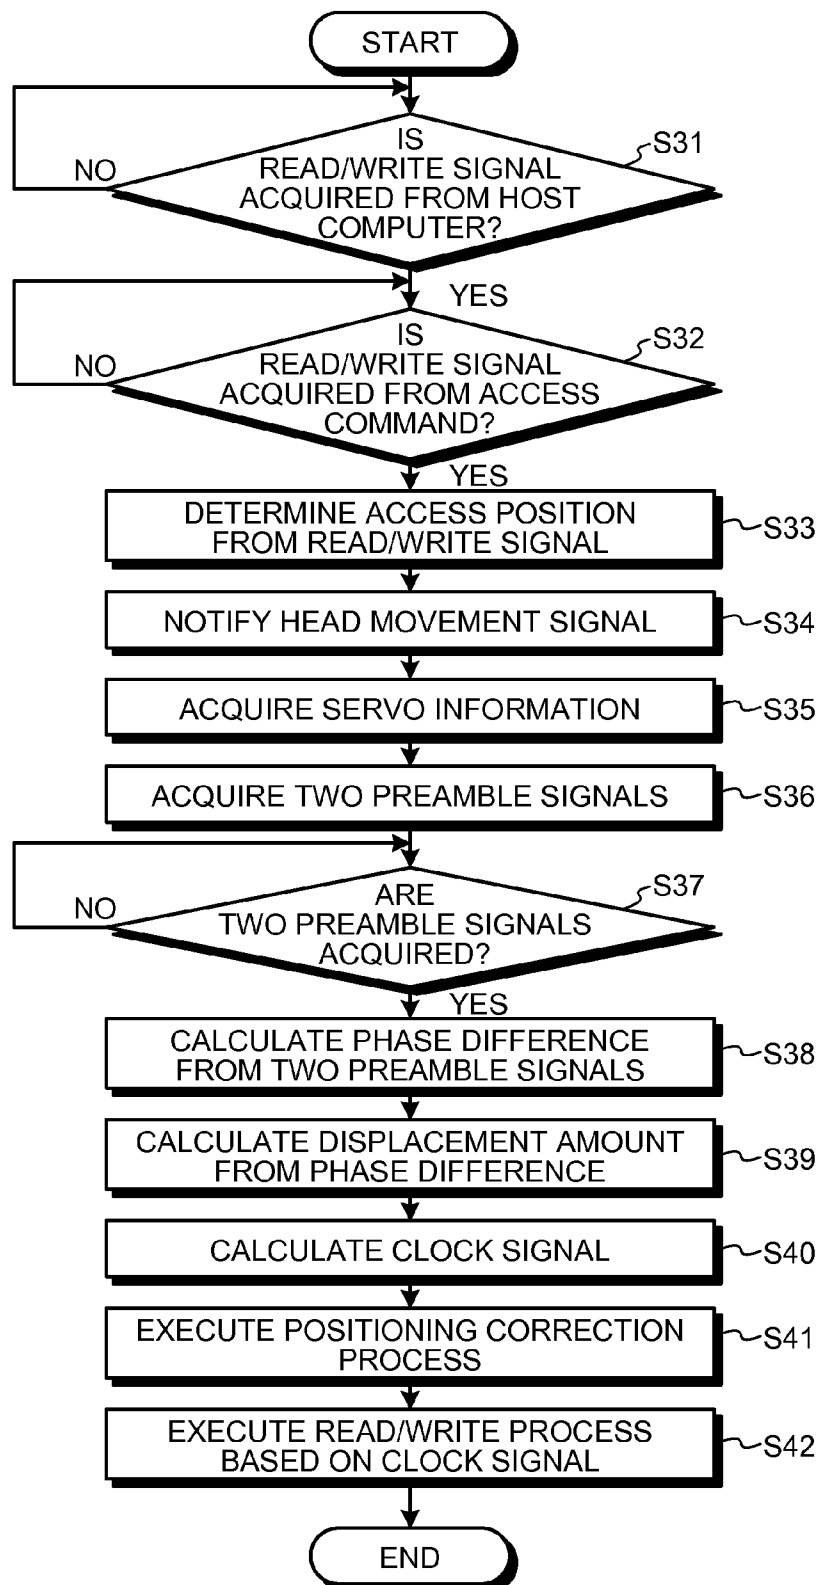 START
IS
READ/WRITE SIGNAL
ACQUIRED FROM HOST
COMPUTER?
S31
NO
YES
IS
READ/WRITE SIGNAL
ACQUIRED FROM ACCESS
COMMAND?
S32
NO
YES
DETERMINE ACCESS POSITION
FROM READ/WRITE SIGNAL
S33
NOTIFY HEAD MOVEMENT SIGNAL
S34
ACQUIRE SERVO INFORMATION
S35
ACQUIRE TWO PREAMBLE SIGNALS
S36
ARE
TWO PREAMBLE SIGNALS
ACQUIRED?
S37
NO
YES
CALCULATE PHASE DIFFERENCE
FROM TWO PREAMBLE SIGNALS
S38
CALCULATE DISPLACEMENT AMOUNT
FROM PHASE DIFFERENCE
S39
CALCULATE CLOCK SIGNAL
S40
EXECUTE POSITIONING CORRECTION
PROCESS
S41
EXECUTE READ/WRITE PROCESS
BASED ON CLOCK SIGNAL
S42
END